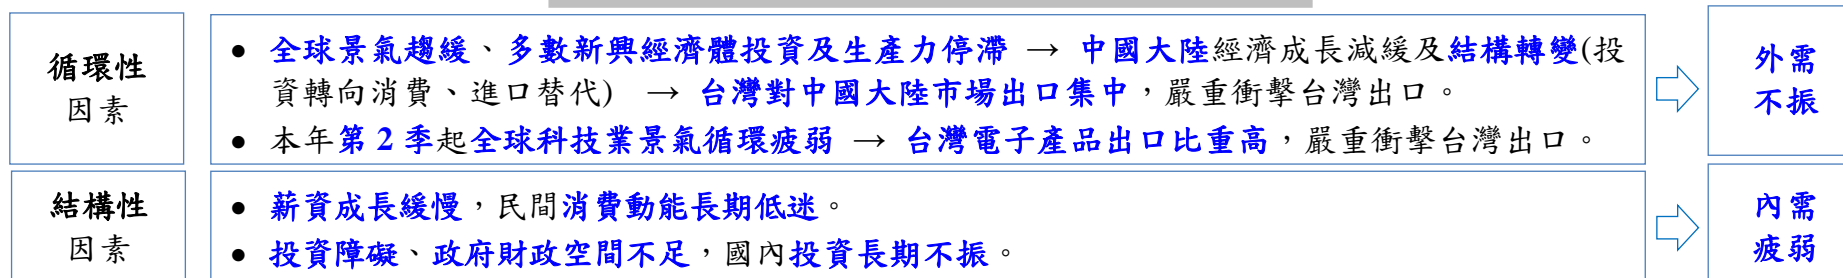 循環性
因素
● 全球景氣趨緩、多數新興經濟體投資及生產力停滯 → 中國大陸經濟成長減緩及結構轉變(投
資轉向消費、進口替代) → 台灣對中國大陸市場出口集中，嚴重衝擊台灣出口。
● 本年第 2 季起全球科技業景氣循環疲弱 → 台灣電子產品出口比重高，嚴重衝擊台灣出口。
外需
不振
結構性
因素
● 薪資成長緩慢，民間消費動能長期低迷。
● 投資障礙、政府財政空間不足，國內投資長期不振。
內需
疲弱